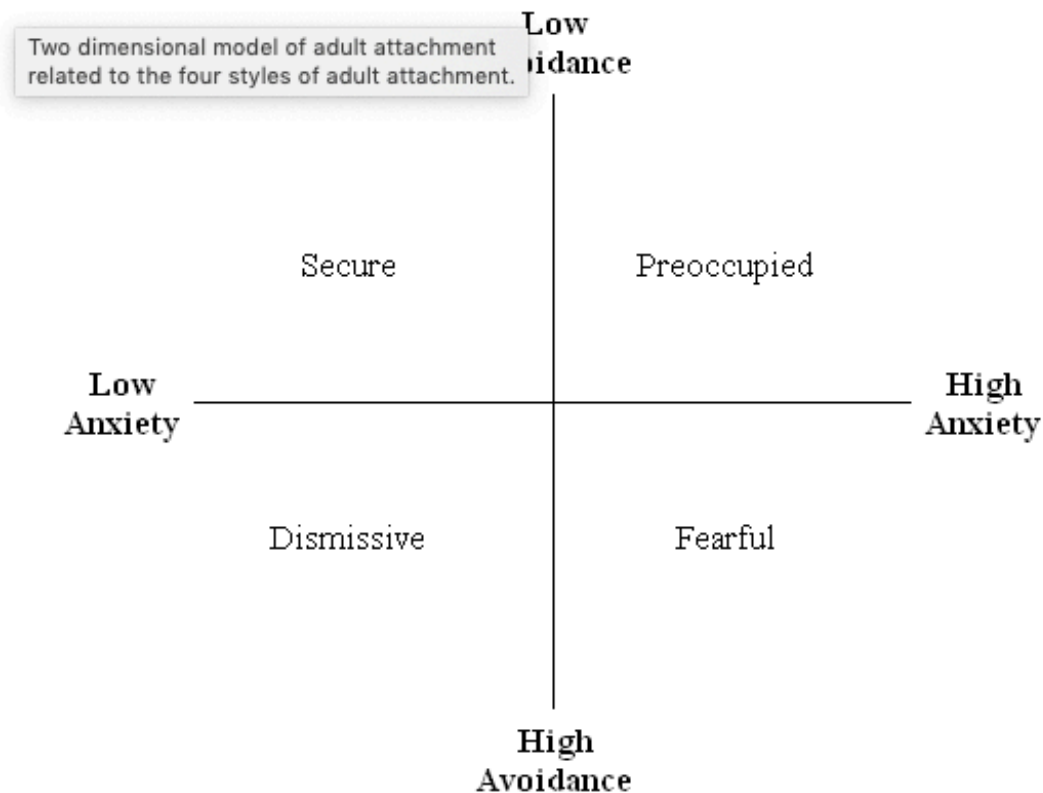 Low
Two dimensional model of adult attachment
related to the four styles of adult attachment.
idance
Secure
Preoccupied
Low
Anxiety
High
Anxiety
Dismissive
Fearful
High
Avoidance